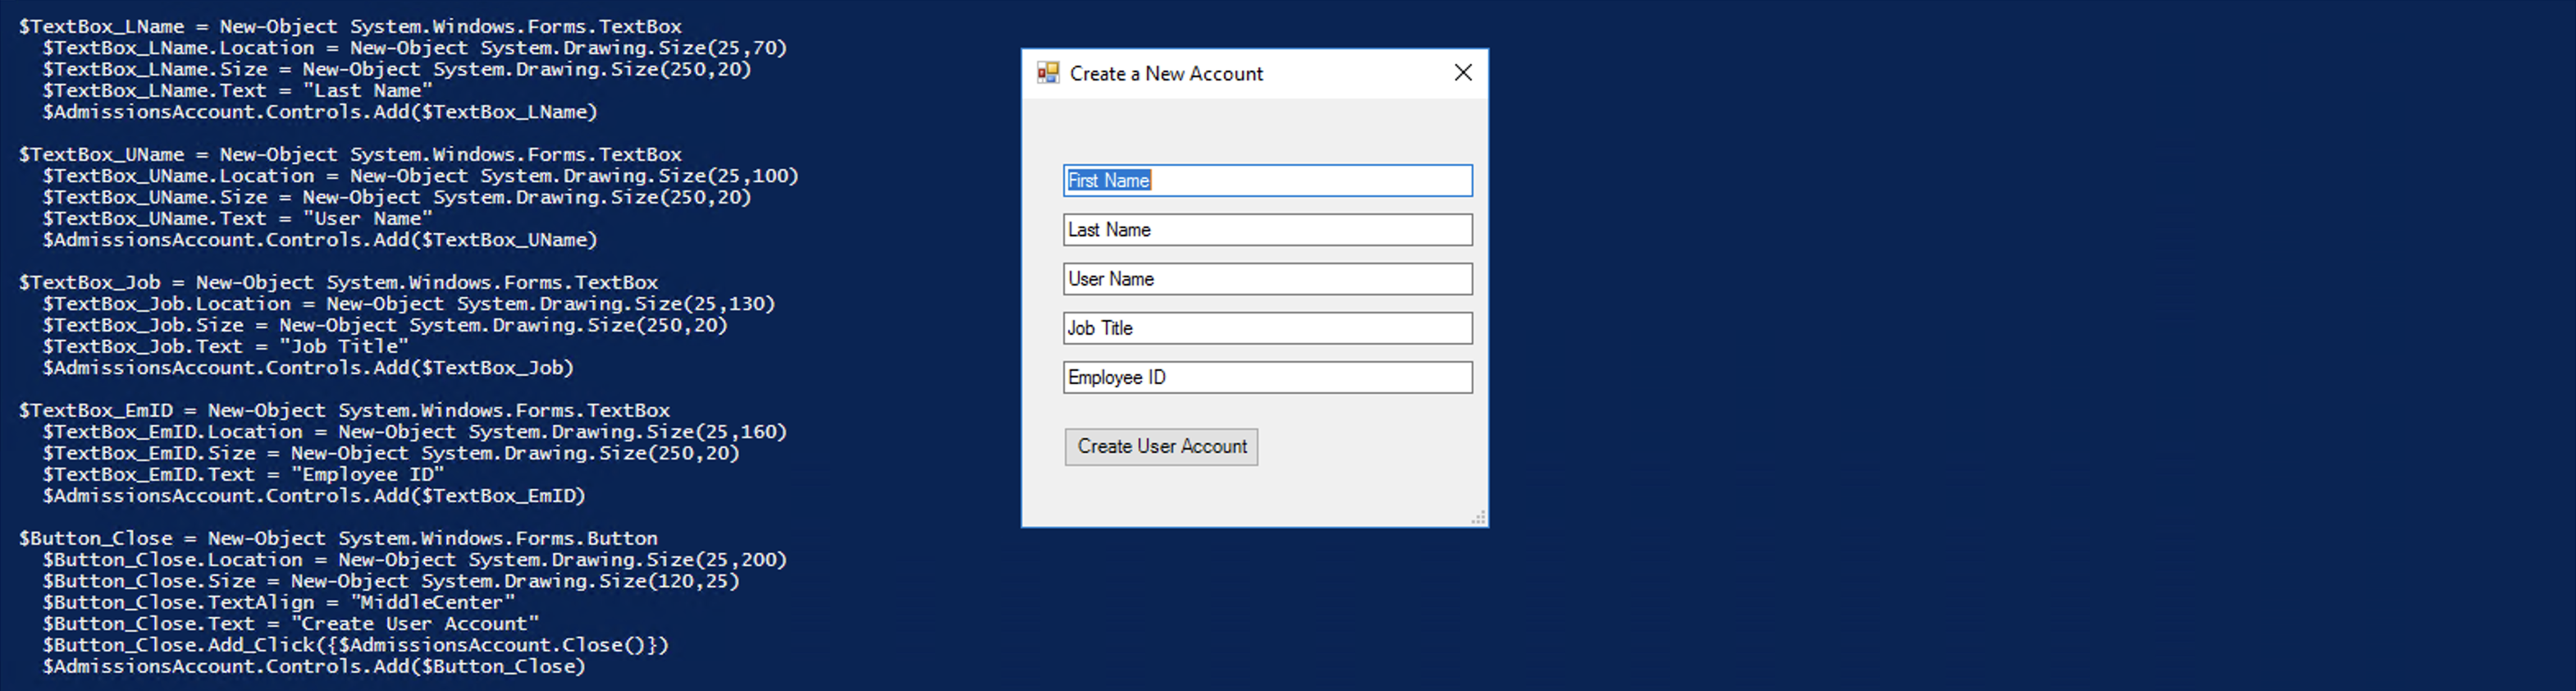 $TextBox_LName = New-Object System.Windows.Forms.TextBox
$TextBox_LName.Location = New-Object System.Drawing.Size(25,70)
$TextBox_LName.Size = New-Object System.Drawing.Size(250,20)
$TextBox_LName.Text = "Last Name"
$AdmissionsAccount.Controls.Add($TextBox_LName)
$TextBox_UName = New-Object System.Windows.Forms.TextBox
$TextBox_UName.Location = New-Object System.Drawing.Size(25,100)
$TextBox_UName.Size = New-Object System.Drawing.Size(250,20)
$TextBox_UName.Text = "User Name"
$AdmissionsAccount.Controls.Add($TextBox_UName)
$TextBox_Job = New-Object System.Windows.Forms.TextBox
$TextBox_Job.Location = New-Object System.Drawing.Size(25,130)
$TextBox_Job.Size = New-Object System.Drawing.Size(250,20)
$TextBox_Job.Text = "Job Title"
$AdmissionsAccount.Controls.Add($TextBox_Job)
$TextBox_EmID = New-Object System.Windows.Forms.TextBox
$TextBox_EmID.Location = New-Object System.Drawing.Size(25,160)
$TextBox_EmID.Size = New-Object System.Drawing.Size(250,20)
$TextBox_EmID.Text = "Employee ID"
$AdmissionsAccount.Controls.Add($TextBox_EmID)
$Button_Close = New-Object System.Windows.Forms.Button
$Button_Close.Location = New-Object System.Drawing.Size(25,200)
$Button_Close.Size = New-Object System.Drawing.Size(120,25)
$Button_Close.TextAlign = "MiddleCenter"
$Button_Close.Text = "Create User Account"
$Button_Close.Add_Click({$AdmissionsAccount.Close()})
$AdmissionsAccount.Controls.Add($Button_Close)
Create a New Account
First Name
Last Name
User Name
Job Title
Employee ID
Create User Account